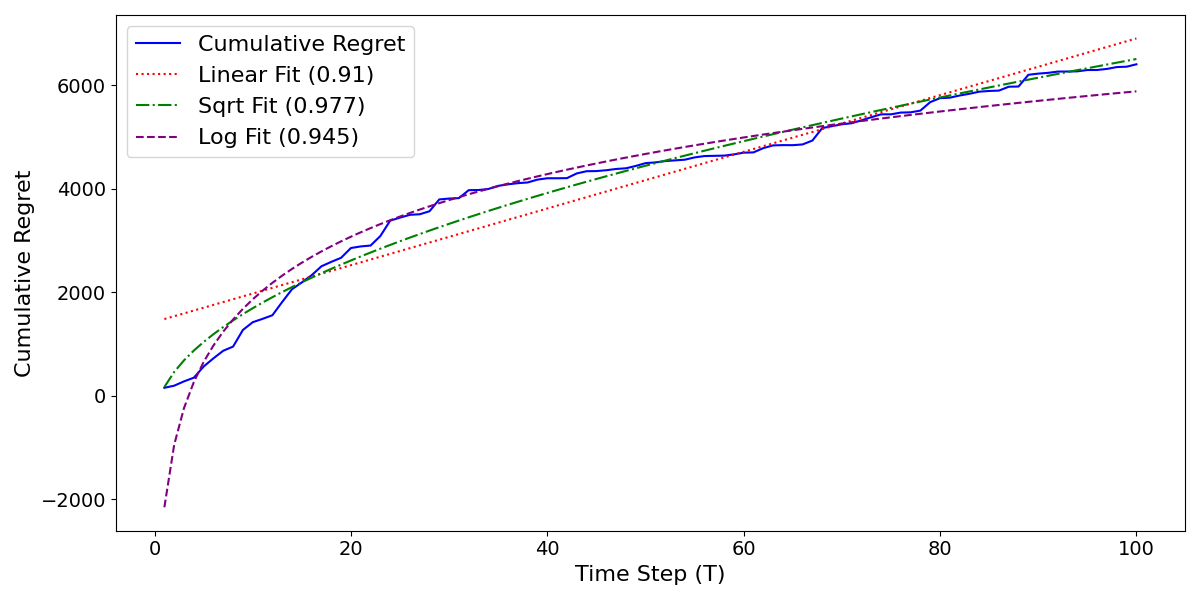 Cumulative Regret
Linear Fit (0.91)
Sqrt Fit (0.977)
Log Fit (0.945)
Cumulative Regret
6000
4000
2000
0
−2000
0 20 40 60 80 100
Time Step (T)